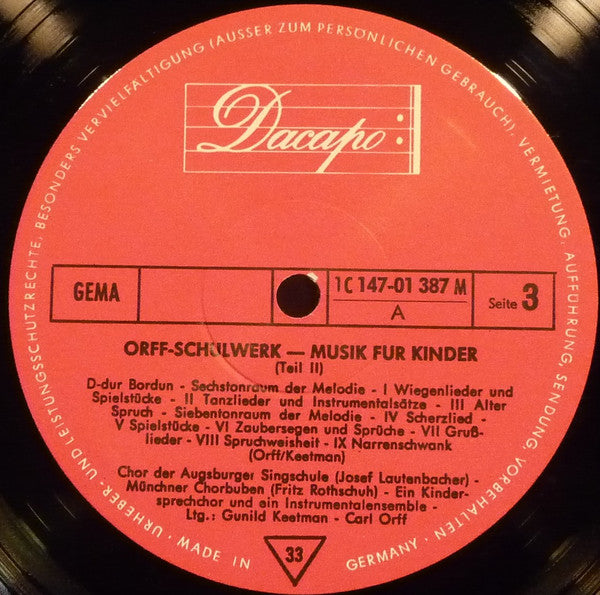 URHEBER- UND LEISTUNGSSCHUTZRECHTE, BESONDERS VERVIELFÄLTIGUNG (AUSSER ZUM PERSÖNLICHEN GEBRAUCH), VERMIETUNG, AUFFÜHRUNG, SENDUNG VORBEHALTEN · MADE IN GERMANY ·
Dacapo
GEMA
1C 147-01 387 M
A
Seite 3
ORFF-SCHULWERK — MUSIK FUR KINDER
(Teil II)
D-dur Bordun - Sechstonraum der Melodie - I Wiegenlieder und
Spielstücke - II Tanzlieder und Instrumentalsätze - III Alter
Spruch - Siebentonraum der Melodie - IV Scherzlied -
V Spielstücke - VI Zaubersegen und Sprüche - VII Gruß-
lieder - VIII Spruchweisheit - IX Narrenschwank
(Orff/Keetman)
Chor der Augsburger Singschule (Josef Lautenbacher) -
Münchner Chorbuben (Fritz Rothschuh) - Ein Kinder-
sprechchor und ein Instrumentalensemble -
Ltg.: Gunild Keetman - Carl Orff
33